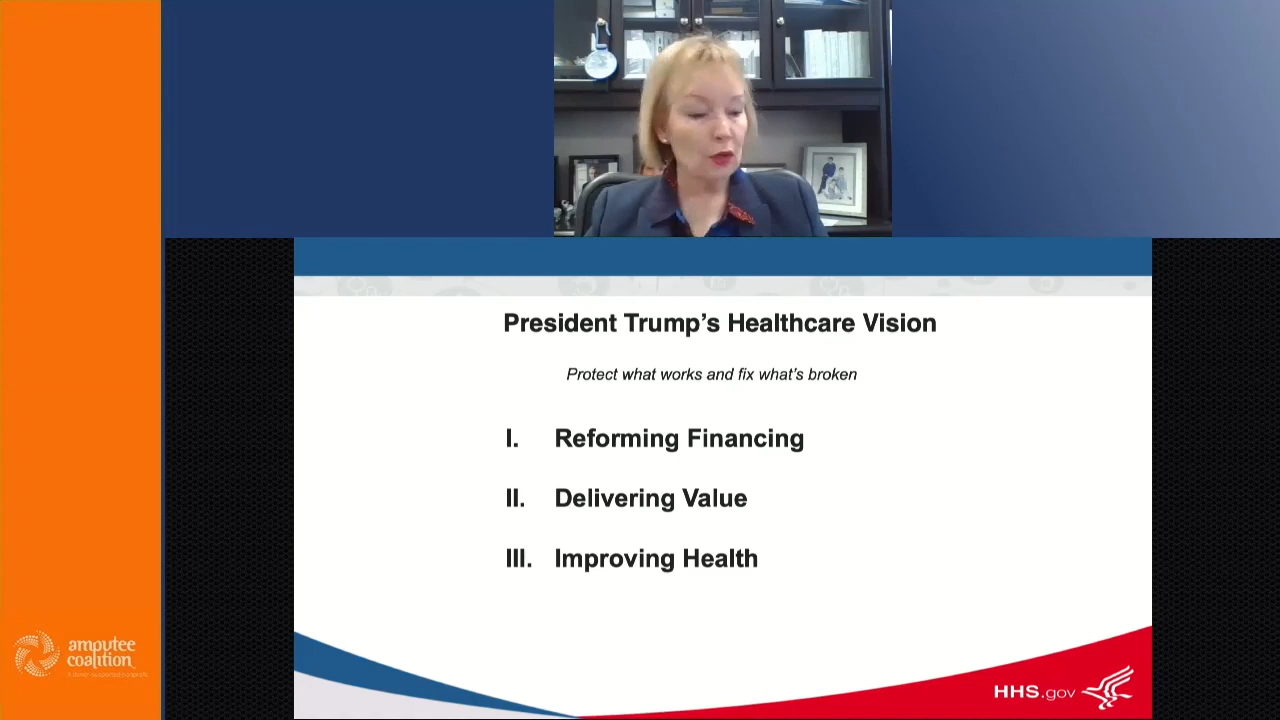 President Trump's Healthcare Vision
Protect what works and fix what's broken
I. Reforming Financing
II. Delivering Value
III. Improving Health
HHS.gov
amputee
coalition